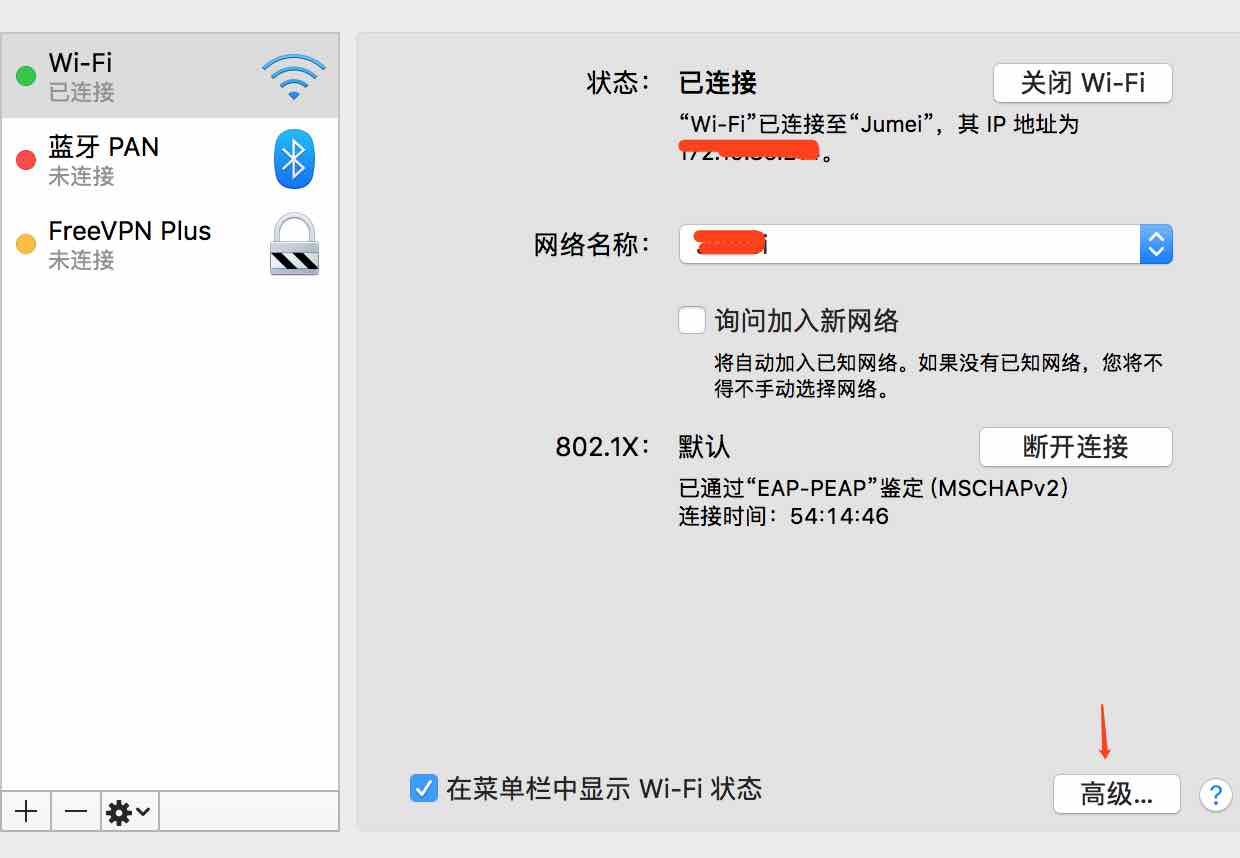 Wi-Fi
已连接
蓝牙 PAN
未连接
FreeVPN Plus
未连接
状态： 已连接 关闭 Wi-Fi
“Wi-Fi”已连接至“Jumei”，其 IP 地址为
网络名称：
询问加入新网络
将自动加入已知网络。如果没有已知网络，您将不
得不手动选择网络。
802.1X： 默认 断开连接
已通过“EAP-PEAP”鉴定 (MSCHAPv2)
连接时间：54:14:46
在菜单栏中显示 Wi-Fi 状态 高级... ?